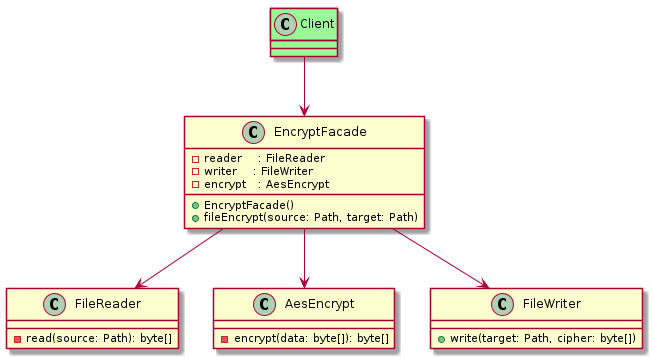 C Client
C EncryptFacade
reader : FileReader
writer : FileWriter
encrypt : AesEncrypt
EncryptFacade()
fileEncrypt(source: Path, target: Path)
C FileReader
C AesEncrypt
C FileWriter
read(source: Path): byte[]
encrypt(data: byte[]): byte[]
write(target: Path, cipher: byte[])